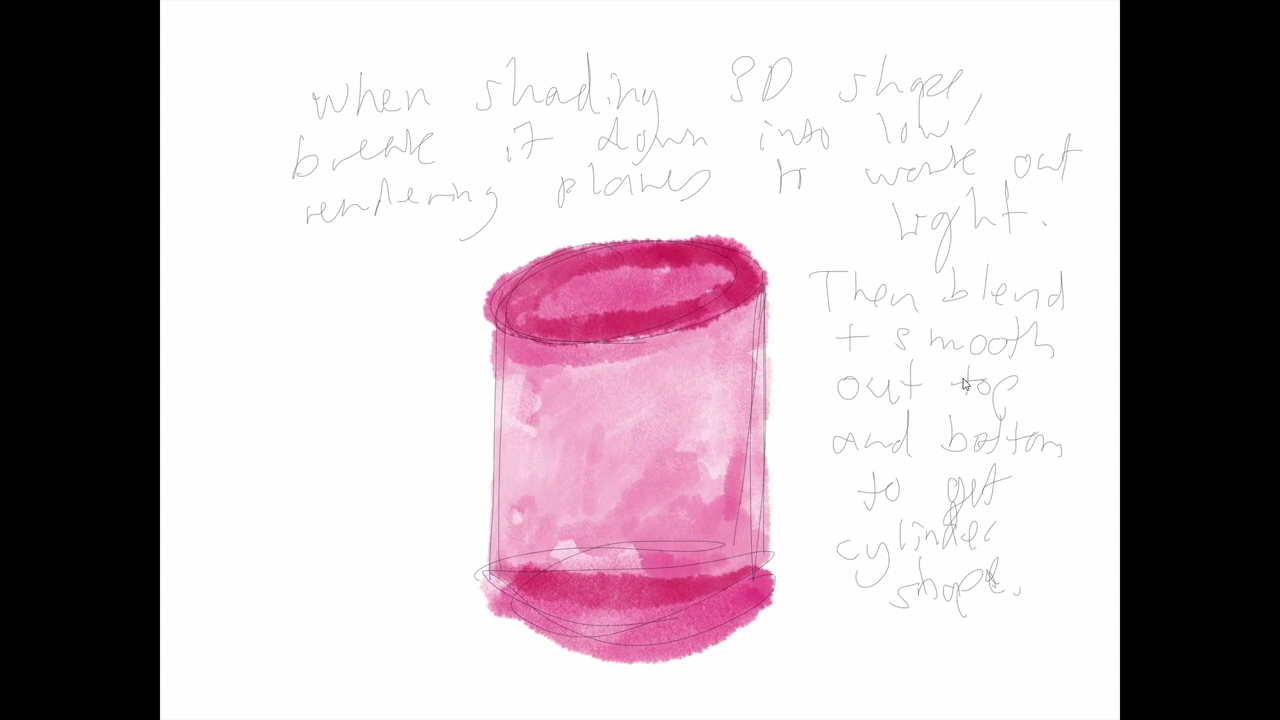 When shading 3D shape,
break it down into low
rendering planes to work out
light.
Then blend
+ smooth
out top
and bottom
to get
cylinder
shape.